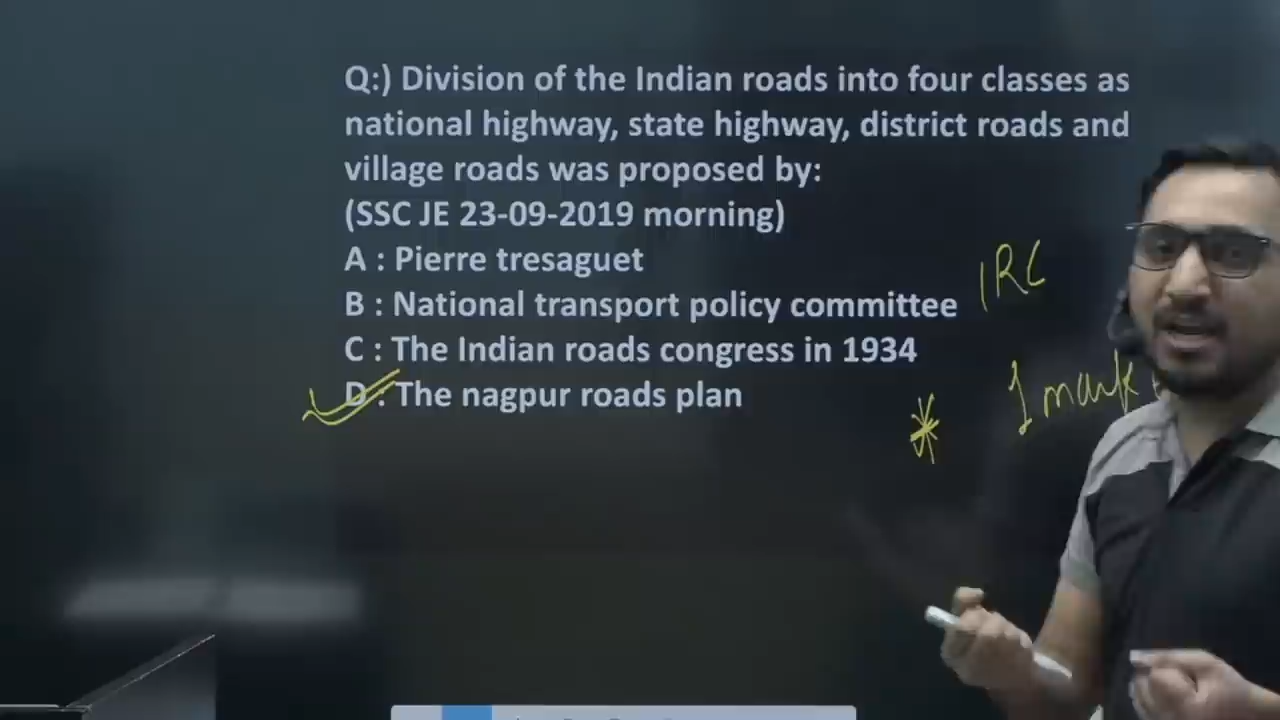 Q:) Division of the Indian roads into four classes as
national highway, state highway, district roads and
village roads was proposed by:
(SSC JE 23-09-2019 morning)
A : Pierre tresaguet
B : National transport policy committee
IRC
C : The Indian roads congress in 1934
D : The nagpur roads plan
1 mark